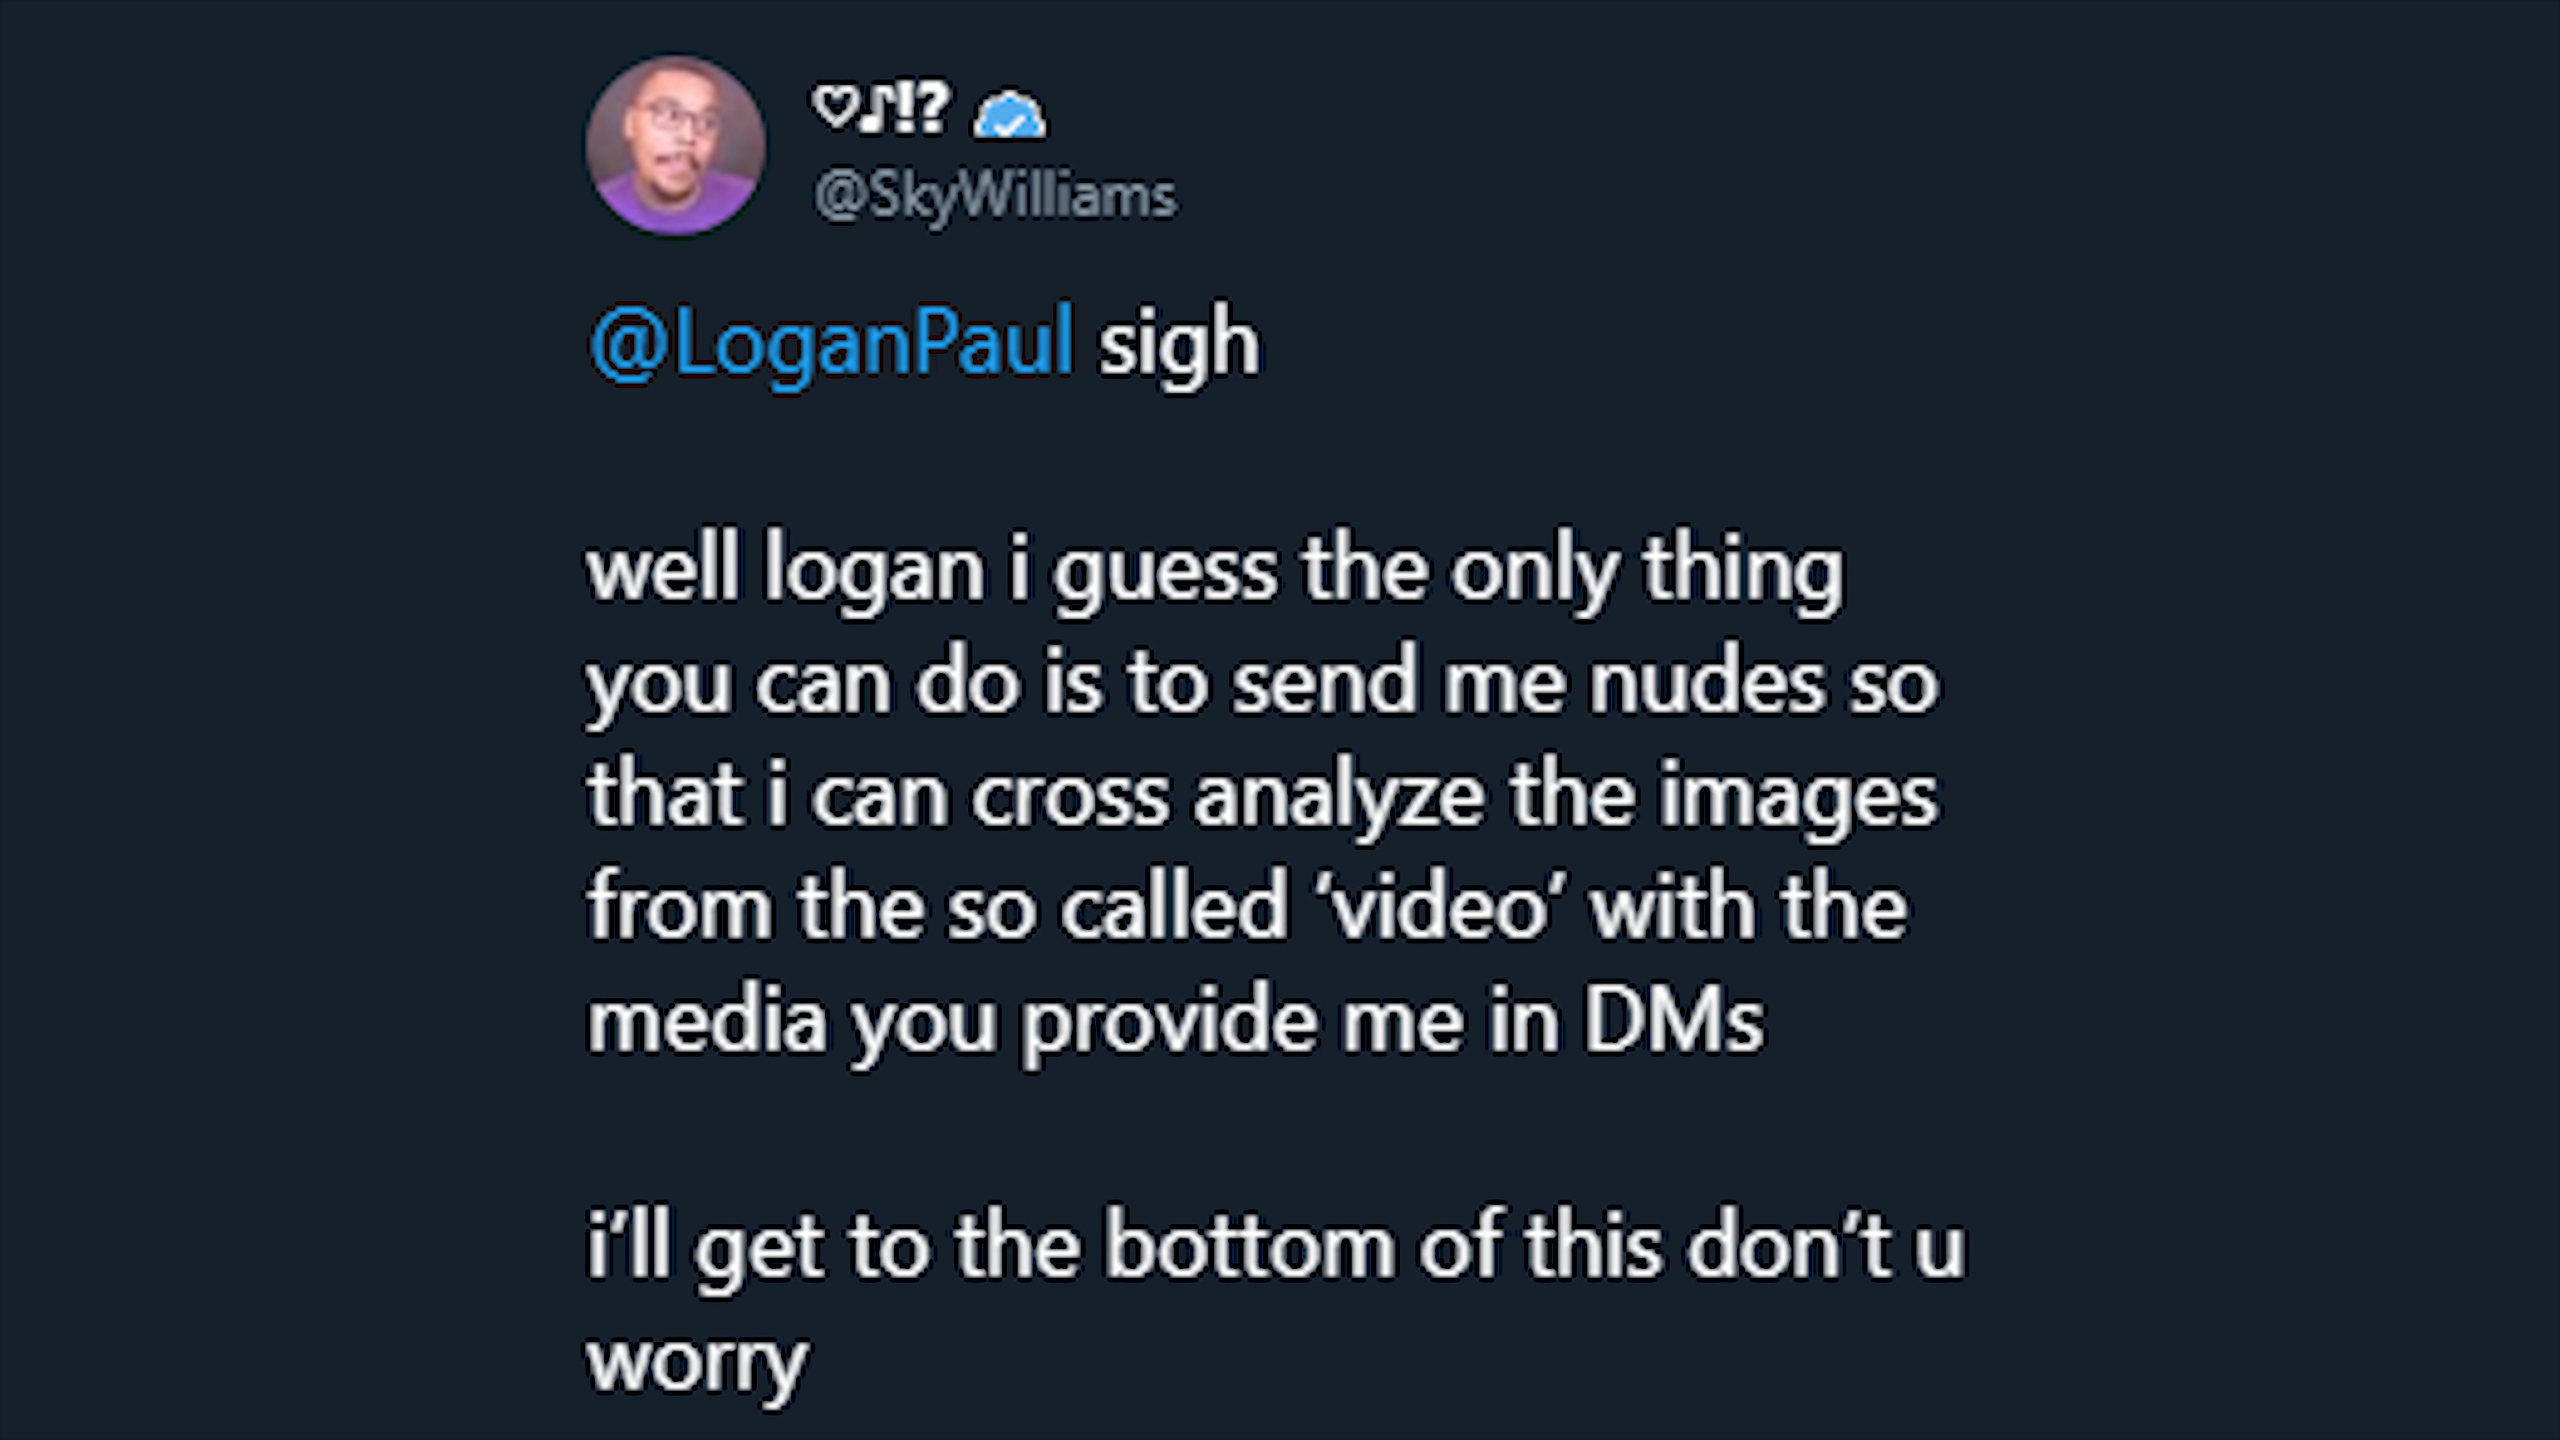 ♡♪!?
@SkyWilliams
@LoganPaul sigh
well logan i guess the only thing
you can do is to send me nudes so
that i can cross analyze the images
from the so called ‘video’ with the
media you provide me in DMs
i’ll get to the bottom of this don’t u
worry